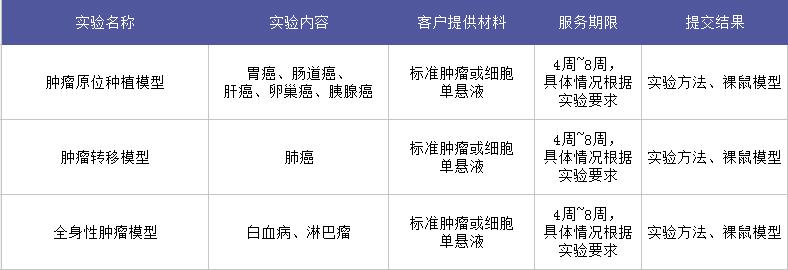 实验名称 实验内容 客户提供材料 服务期限 提交结果
肿瘤原位种植模型
胃癌、肠道癌、
肝癌、卵巢癌、胰腺癌
标准肿瘤或细胞
单悬液
4周~8周，
具体情况根据
实验要求
实验方法、裸鼠模型
肿瘤转移模型
肺癌
标准肿瘤或细胞
单悬液
4周~8周，
具体情况根据
实验要求
实验方法、裸鼠模型
全身性肿瘤模型
白血病、淋巴瘤
标准肿瘤或细胞
单悬液
4周~8周，
具体情况根据
实验要求
实验方法、裸鼠模型